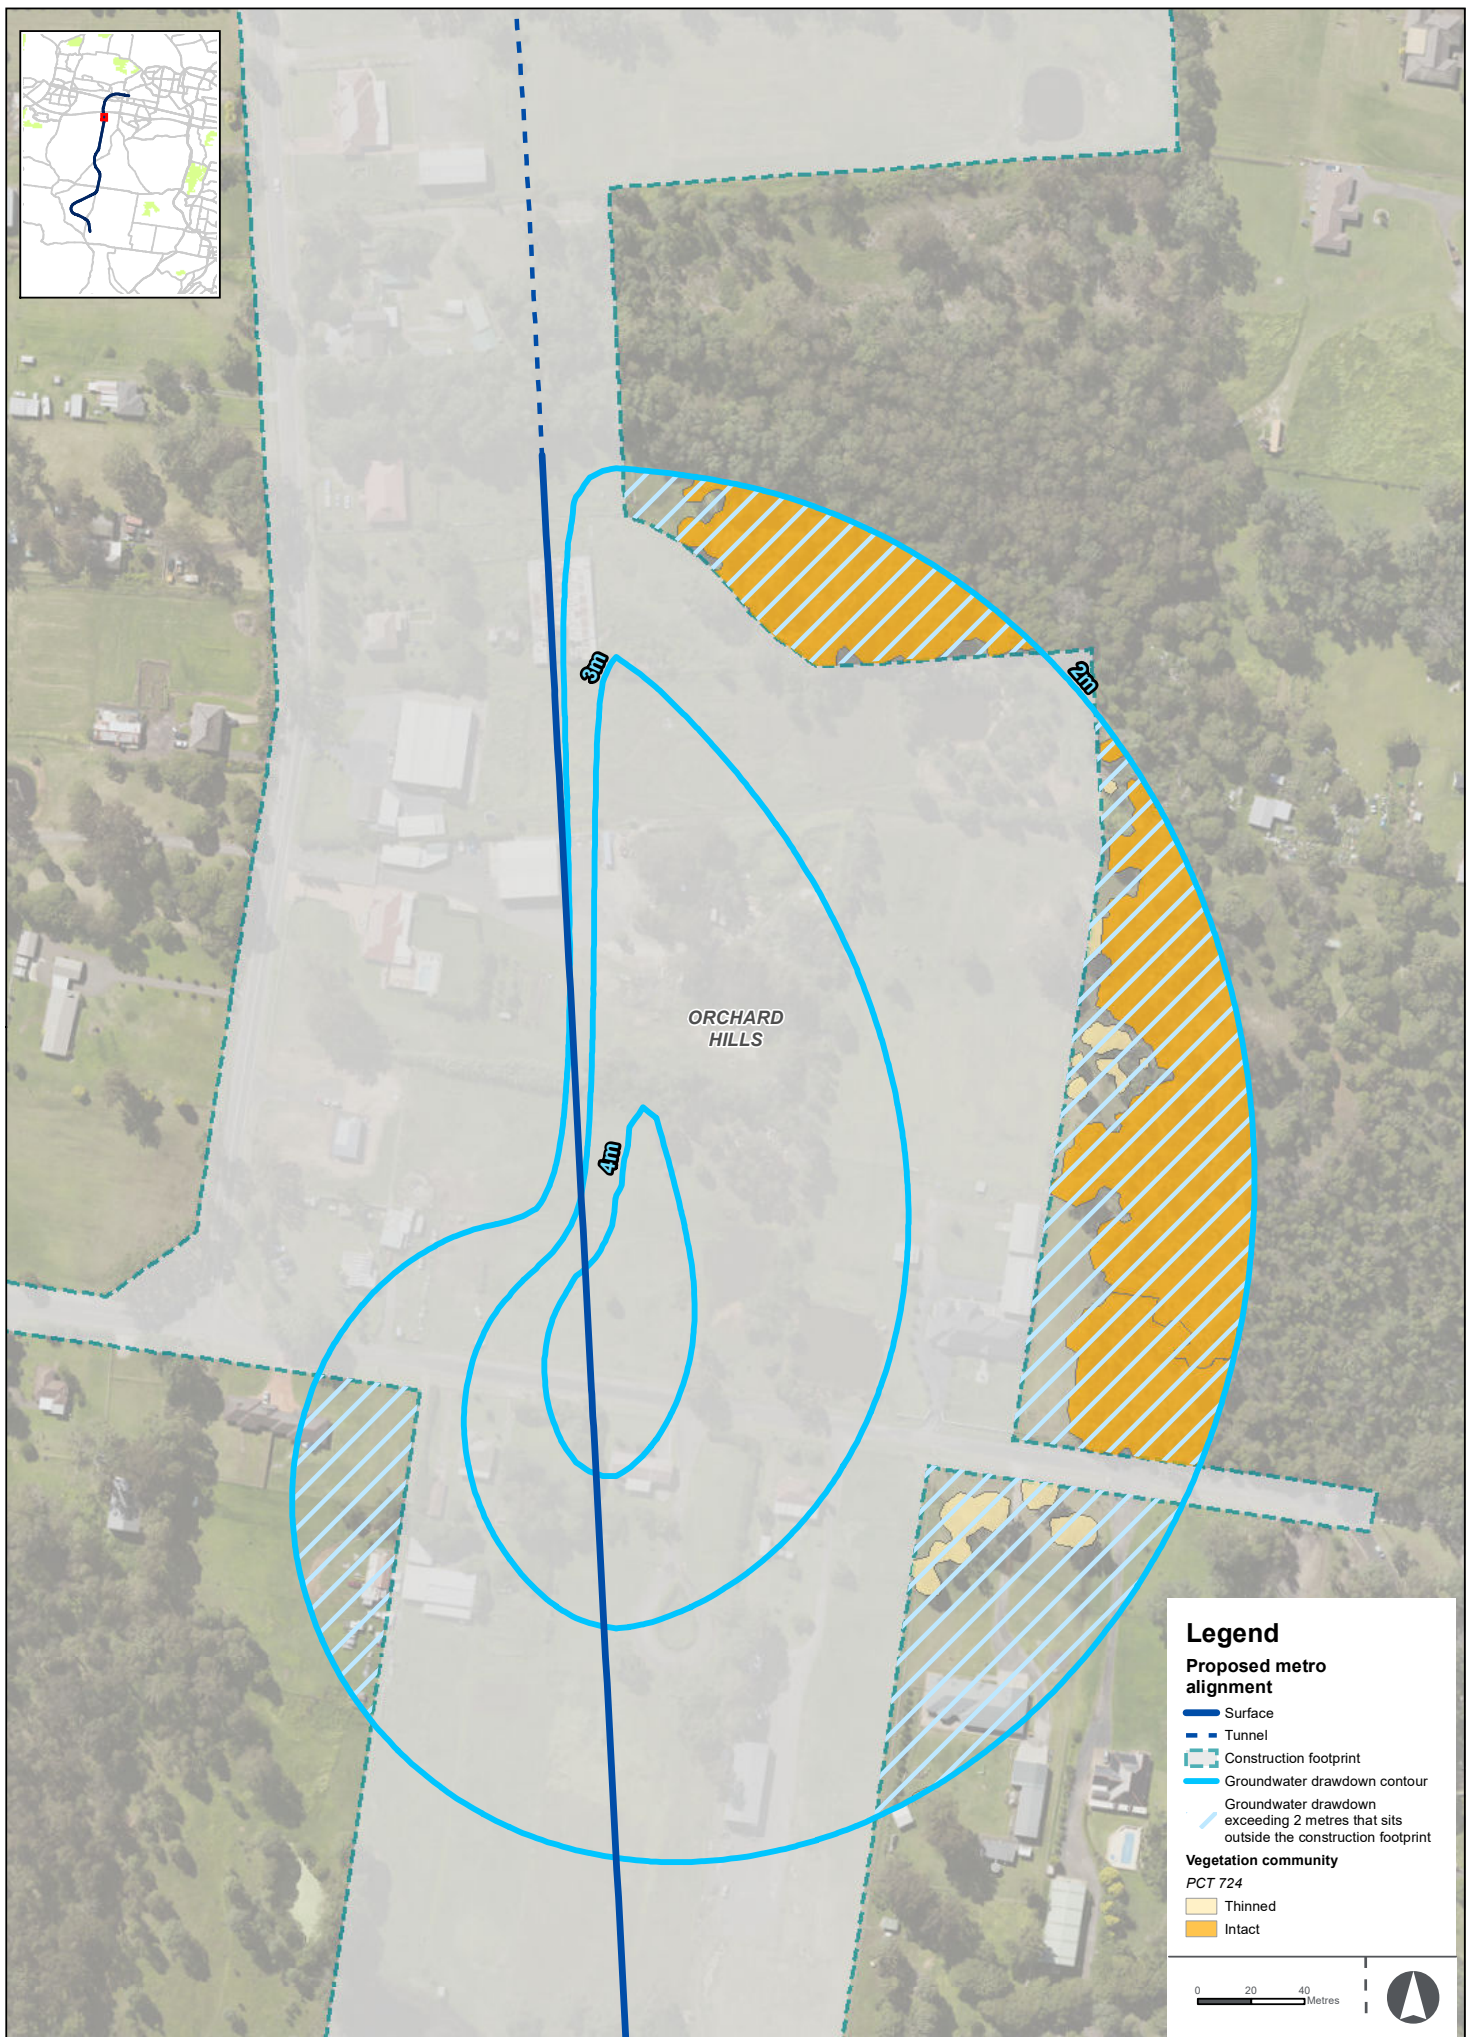 3m
2m
ORCHARD
HILLS
4m
Legend
Proposed metro
alignment
Surface
Tunnel
Construction footprint
Groundwater drawdown contour
Groundwater drawdown
exceeding 2 metres that sits
outside the construction footprint
Vegetation community
PCT 724
Thinned
Intact
0 20 40
Metres